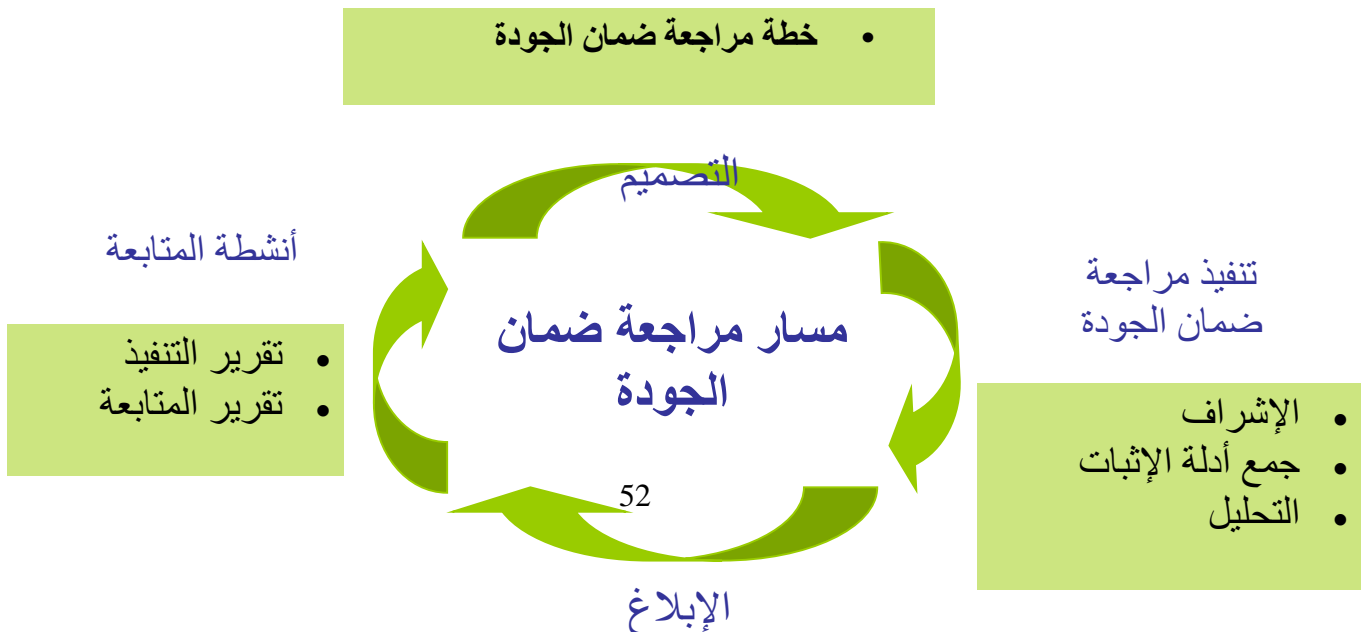 • خطة مراجعة ضمان الجودة
التصميم
تنفيذ مراجعة
ضمان الجودة
• الإشراف
• جمع أدلة الإثبات
• التحليل
أنشطة المتابعة
• تقرير التنفيذ
• تقرير المتابعة
مسار مراجعة ضمان
الجودة
52
الإبلاغ